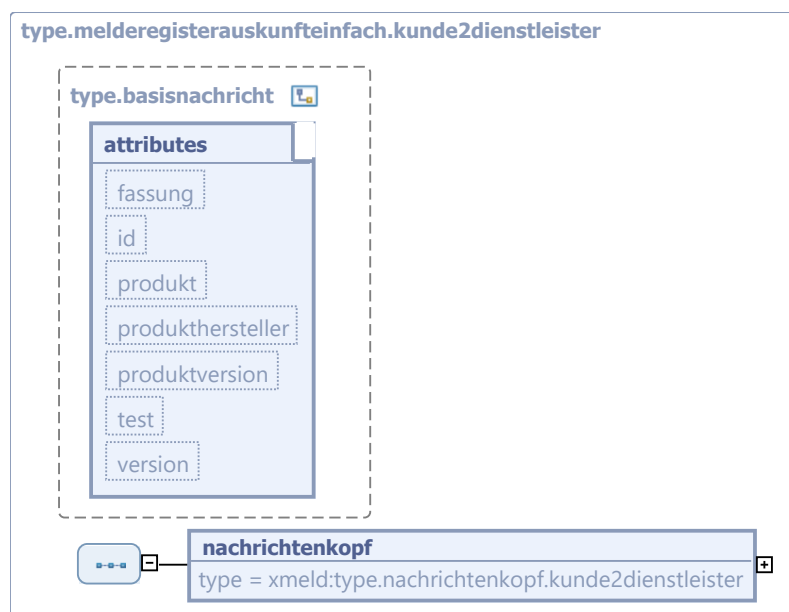 type.melderegisterauskunfteinfach.kunde2dienstleister
type.basisnachricht
attributes
fassung
id
produkt
produkthersteller
produktversion
test
version
nachrichtenkopf
type = xmeld:type.nachrichtenkopf.kunde2dienstleister